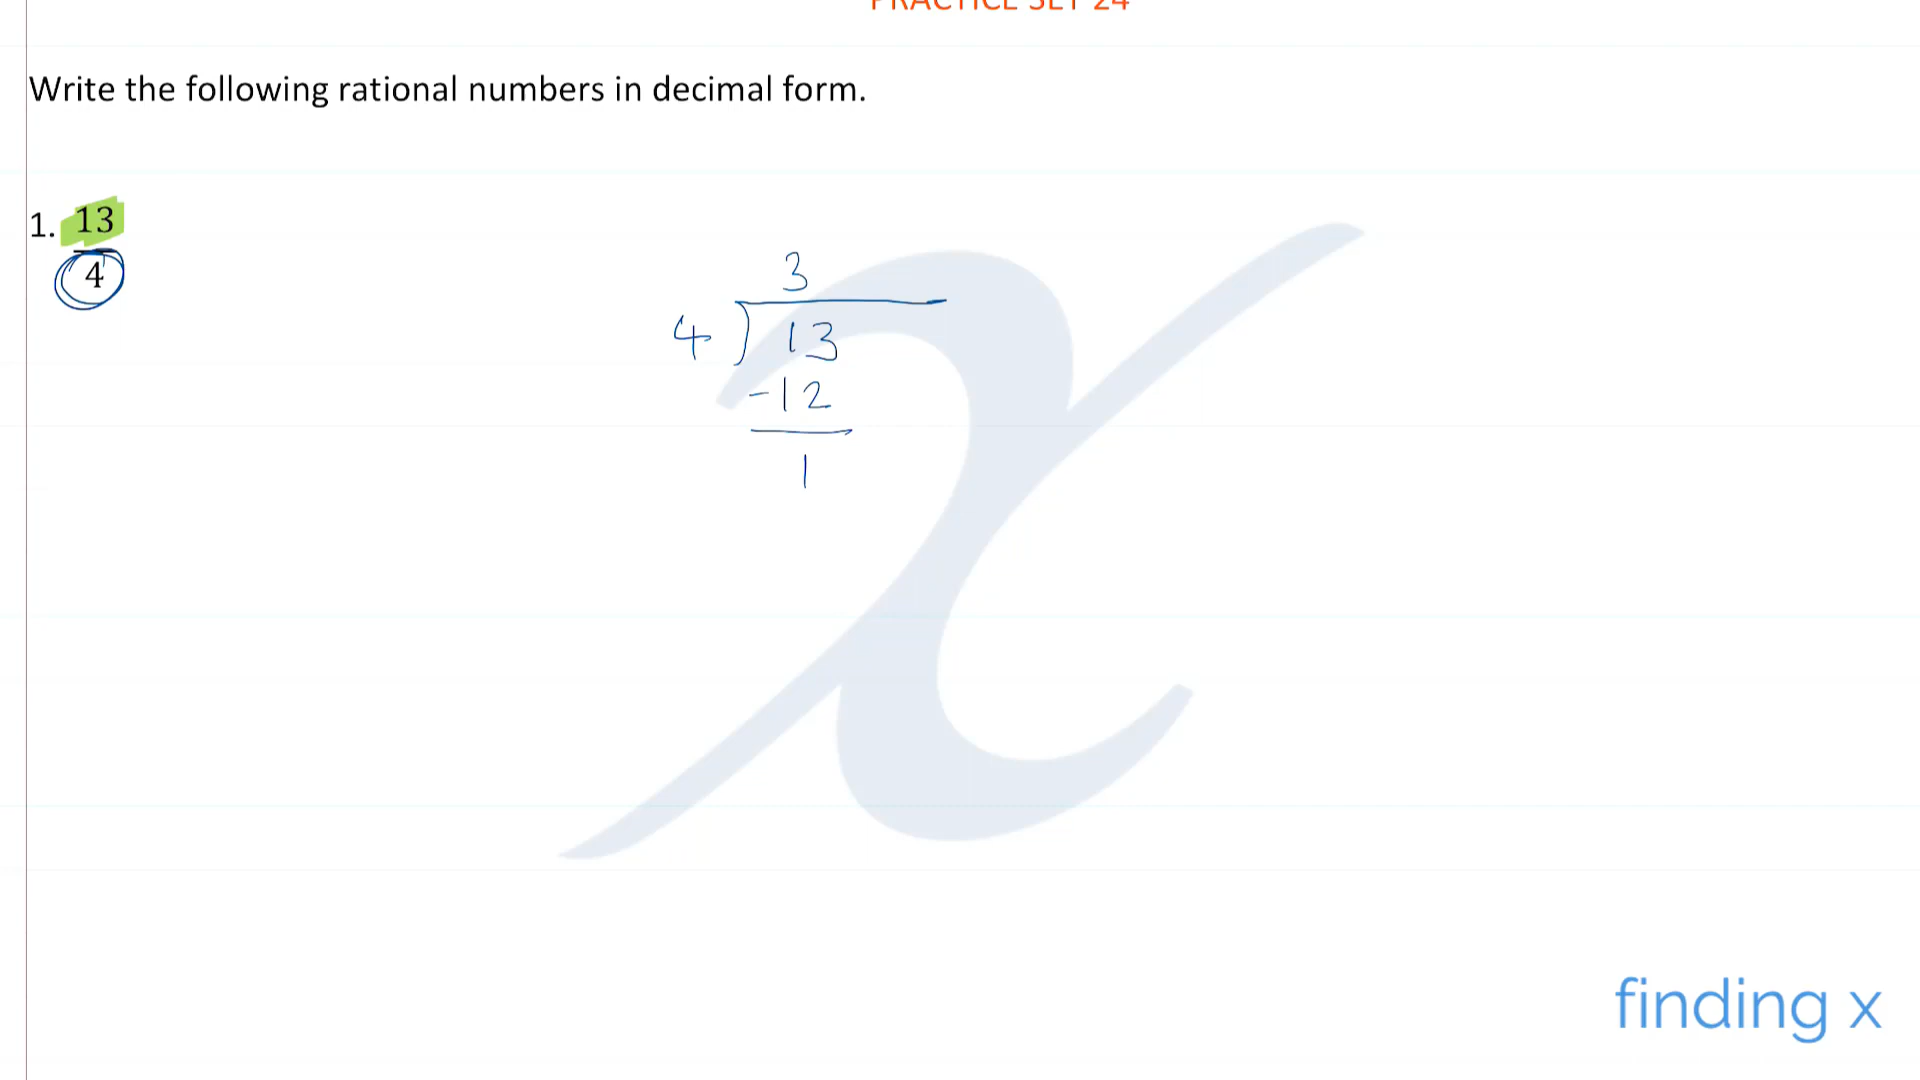 PRACTICE SET 24
Write the following rational numbers in decimal form.
1. 13
4
3
4 ) 13
-12
1
finding x